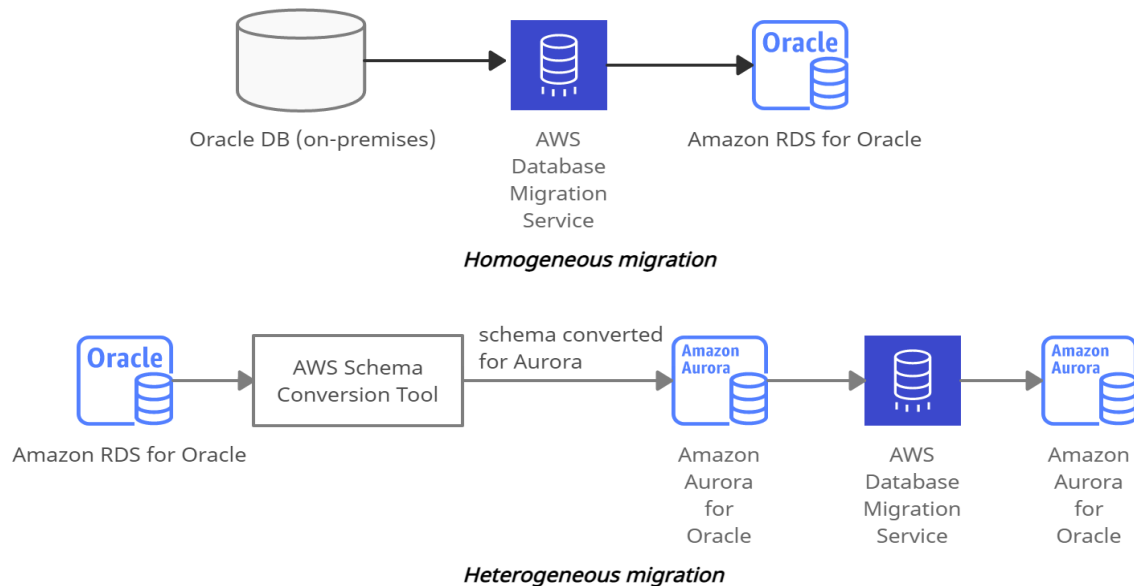 Oracle
Oracle DB (on-premises)
AWS
Database
Migration
Service
Amazon RDS for Oracle
Homogeneous migration
Oracle
Amazon RDS for Oracle
AWS Schema
Conversion Tool
schema converted
for Aurora
Amazon
Aurora
Amazon
Aurora
for
Oracle
AWS
Database
Migration
Service
Amazon
Aurora
Amazon
Aurora
for
Oracle
Heterogeneous migration